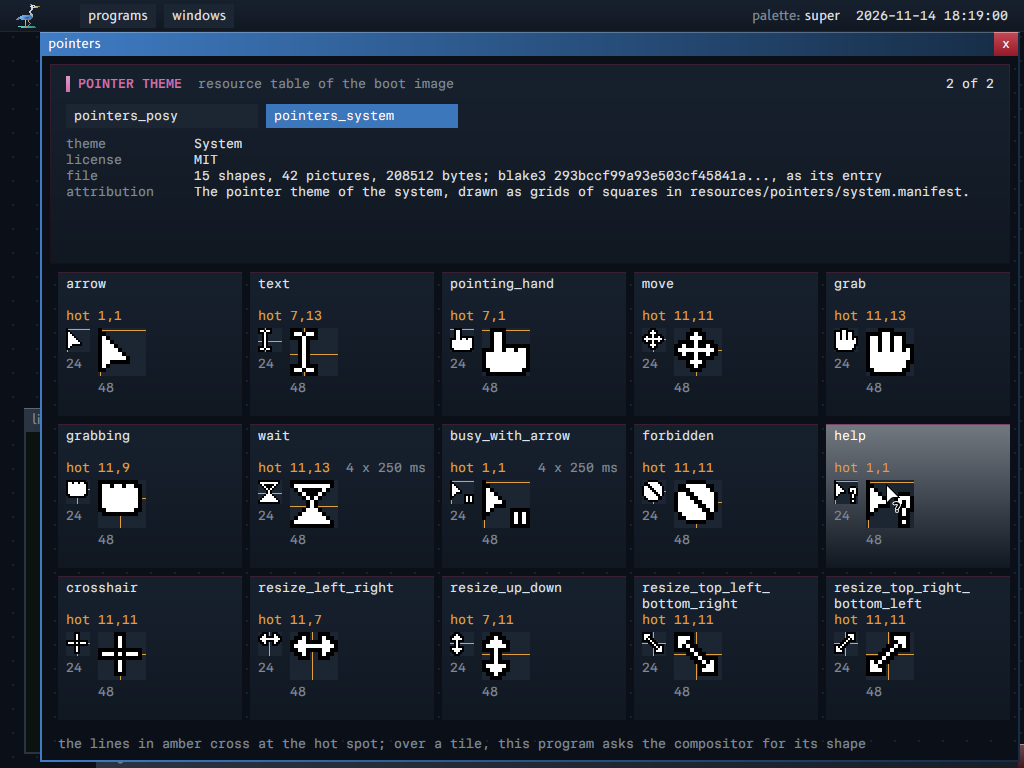 programs windows palette: super 2026-11-14 18:19:00
pointers x
POINTER THEME resource table of the boot image 2 of 2
pointers_posy pointers_system
theme System
license MIT
file 15 shapes, 42 pictures, 208512 bytes; blake3 293bccf99a93e503cf45841a..., as its entry
attribution The pointer theme of the system, drawn as grids of squares in resources/pointers/system.manifest.
arrow text pointing_hand move grab
hot 1,1 hot 7,13 hot 7,1 hot 11,11 hot 11,13
24 24 24 24 24
48 48 48 48 48
grabbing wait busy_with_arrow forbidden help
hot 11,9 hot 11,13 4 x 250 ms hot 1,1 4 x 250 ms hot 11,11 hot 1,1
24 24 24 24 24
48 48 48 48 48
crosshair resize_left_right resize_up_down resize_top_left_ resize_top_right_
bottom_right bottom_left
hot 11,11 hot 11,7 hot 7,11 hot 11,11 hot 11,11
24 24 24 24 24
48 48 48 48 48
the lines in amber cross at the hot spot; over a tile, this program asks the compositor for its shape